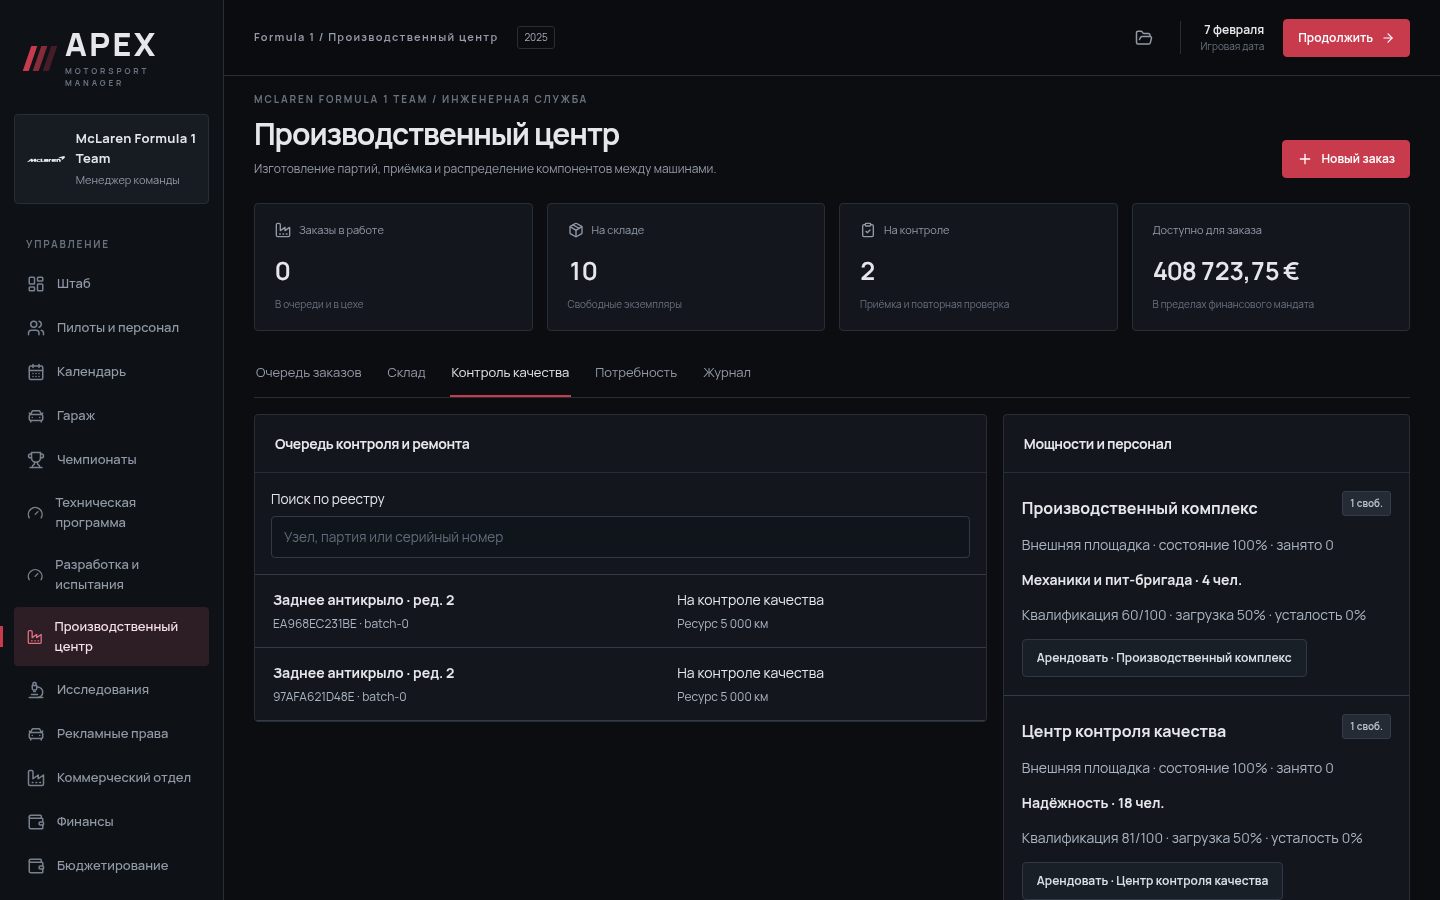 APEX
MOTORSPORT
MANAGER
McLaren
McLaren Formula 1
Team
Менеджер команды
УПРАВЛЕНИЕ
Штаб
Пилоты и персонал
Календарь
Гараж
Чемпионаты
Техническая
программа
Разработка и
испытания
Производственный
центр
Исследования
Рекламные права
Коммерческий отдел
Финансы
Бюджетирование
Formula 1 / Производственный центр 2025
7 февраля
Игровая дата
Продолжить
MCLAREN FORMULA 1 TEAM / ИНЖЕНЕРНАЯ СЛУЖБА
Производственный центр
Изготовление партий, приёмка и распределение компонентов между машинами.
Новый заказ
Заказы в работе
0
В очереди и в цехе
На складе
10
Свободные экземпляры
На контроле
2
Приёмка и повторная проверка
Доступно для заказа
408 723,75 €
В пределах финансового мандата
Очередь заказов Склад Контроль качества Потребность Журнал
Очередь контроля и ремонта
Поиск по реестру
Узел, партия или серийный номер
Заднее антикрыло · ред. 2 На контроле качества
EA968EC231BE · batch-0 Ресурс 5 000 км
Заднее антикрыло · ред. 2 На контроле качества
97AFA621D48E · batch-0 Ресурс 5 000 км
Мощности и персонал
Производственный комплекс 1 своб.
Внешняя площадка · состояние 100% · занято 0
Механики и пит-бригада · 4 чел.
Квалификация 60/100 · загрузка 50% · усталость 0%
Арендовать · Производственный комплекс
Центр контроля качества 1 своб.
Внешняя площадка · состояние 100% · занято 0
Надёжность · 18 чел.
Квалификация 81/100 · загрузка 50% · усталость 0%
Арендовать · Центр контроля качества